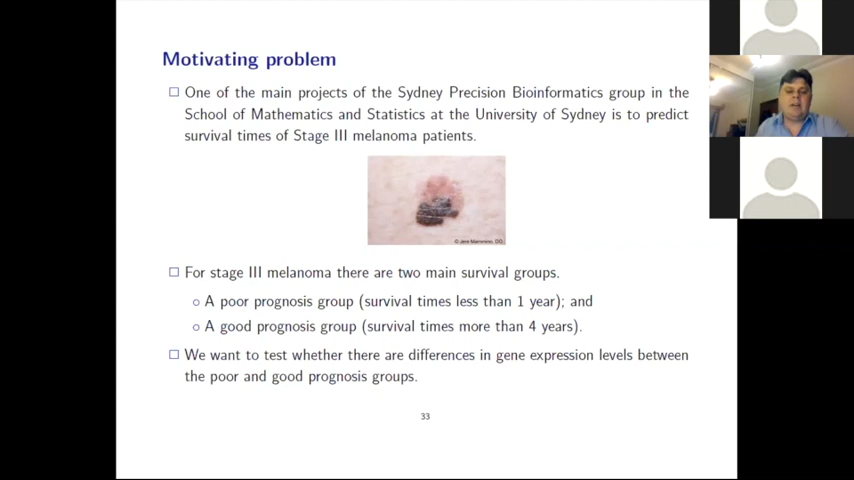 Motivating problem
□ One of the main projects of the Sydney Precision Bioinformatics group in the
School of Mathematics and Statistics at the University of Sydney is to predict
survival times of Stage III melanoma patients.
□ For stage III melanoma there are two main survival groups.
○ A poor prognosis group (survival times less than 1 year); and
○ A good prognosis group (survival times more than 4 years).
□ We want to test whether there are differences in gene expression levels between
the poor and good prognosis groups.
33